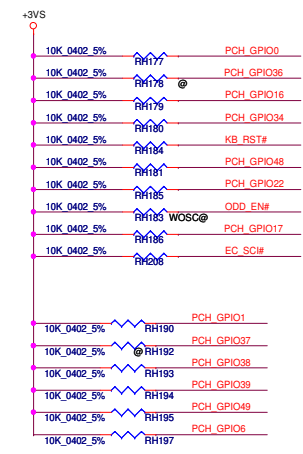 +3VS
10K_0402_5% RH177 PCH_GPIO0
10K_0402_5% RH178 @ PCH_GPIO36
10K_0402_5% RH179 PCH_GPIO16
10K_0402_5% RH180 PCH_GPIO34
10K_0402_5% RH184 KB_RST#
10K_0402_5% RH181 PCH_GPIO48
10K_0402_5% RH185 PCH_GPIO22
10K_0402_5% RH183 WOSC@ ODD_EN#
10K_0402_5% RH186 PCH_GPIO17
10K_0402_5% RH208 EC_SCI#
10K_0402_5% RH190 PCH_GPIO1
10K_0402_5% @ RH192 PCH_GPIO37
10K_0402_5% RH193 PCH_GPIO38
10K_0402_5% RH194 PCH_GPIO39
10K_0402_5% RH195 PCH_GPIO49
10K_0402_5% RH197 PCH_GPIO6